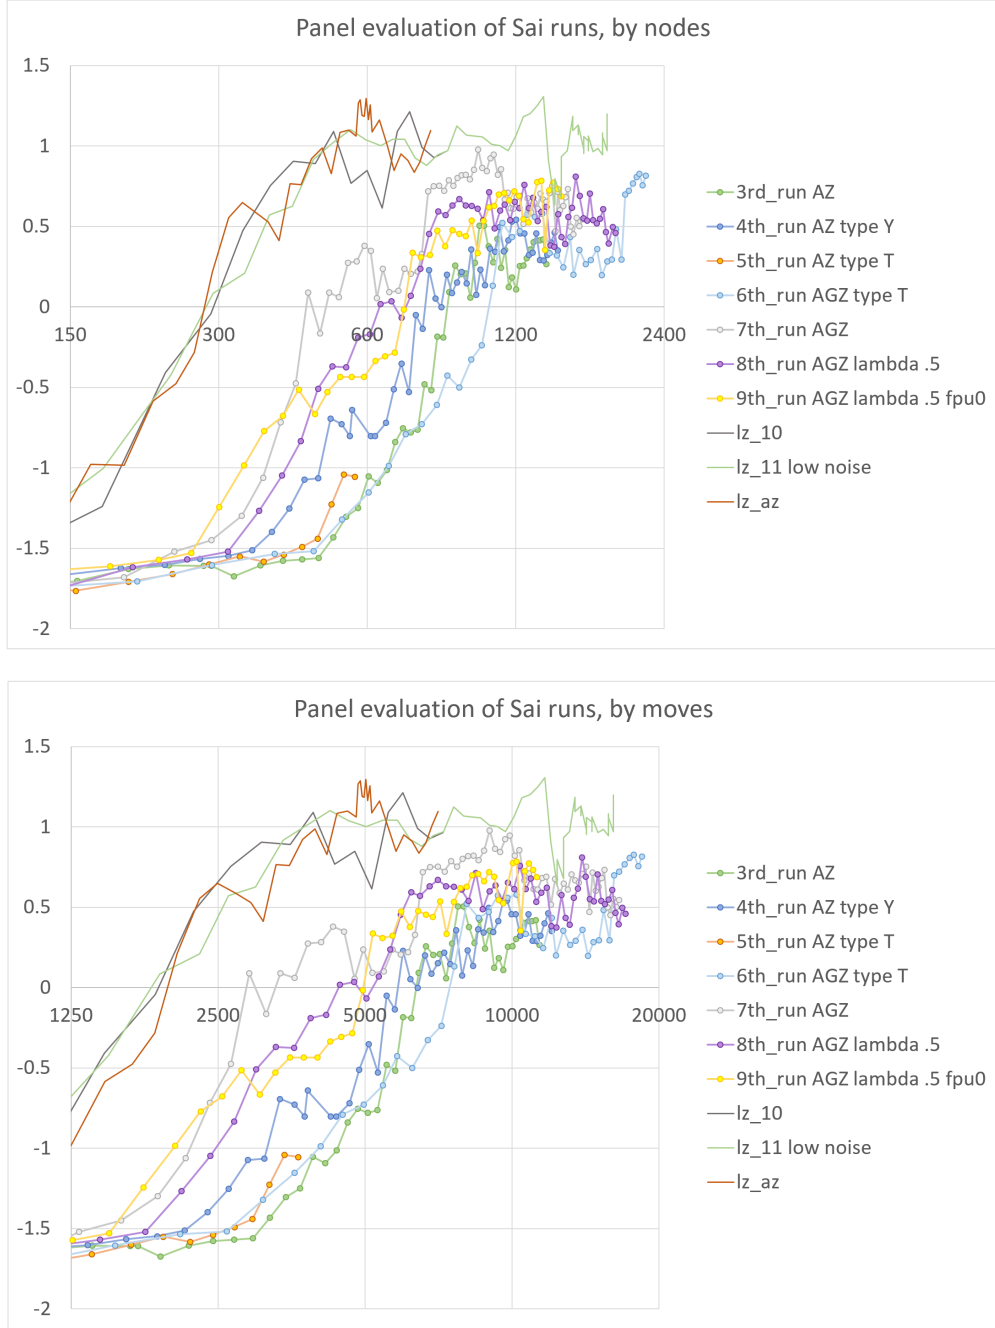 Panel evaluation of Sai runs, by nodes
1.5
1
0.5
0
-0.5
-1
-1.5
-2
150
300
600
1200
2400
3rd_run AZ
4th_run AZ type Y
5th_run AZ type T
6th_run AGZ type T
7th_run AGZ
8th_run AGZ lambda .5
9th_run AGZ lambda .5 fpu0
lz_10
lz_11 low noise
lz_az
Panel evaluation of Sai runs, by moves
1.5
1
0.5
0
-0.5
-1
-1.5
-2
1250
2500
5000
10000
20000
3rd_run AZ
4th_run AZ type Y
5th_run AZ type T
6th_run AGZ type T
7th_run AGZ
8th_run AGZ lambda .5
9th_run AGZ lambda .5 fpu0
lz_10
lz_11 low noise
lz_az